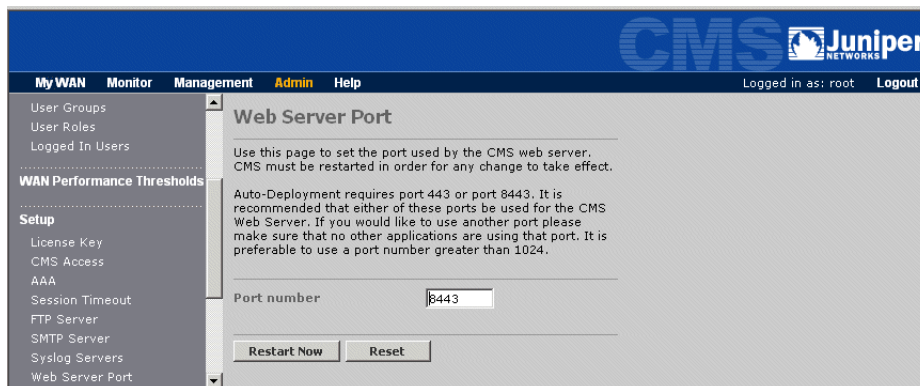 CMS
Juniper
NETWORKS
My WAN Monitor Management Admin Help Logged in as: root Logout
User Groups
User Roles
Logged In Users
WAN Performance Thresholds
Setup
License Key
CMS Access
AAA
Session Timeout
FTP Server
SMTP Server
Syslog Servers
Web Server Port
Web Server Port
Use this page to set the port used by the CMS web server.
CMS must be restarted in order for any change to take effect.
Auto-Deployment requires port 443 or port 8443. It is
recommended that either of these ports be used for the CMS
Web Server. If you would like to use another port please
make sure that no other applications are using that port. It is
preferable to use a port number greater than 1024.
Port number 8443
Restart Now Reset